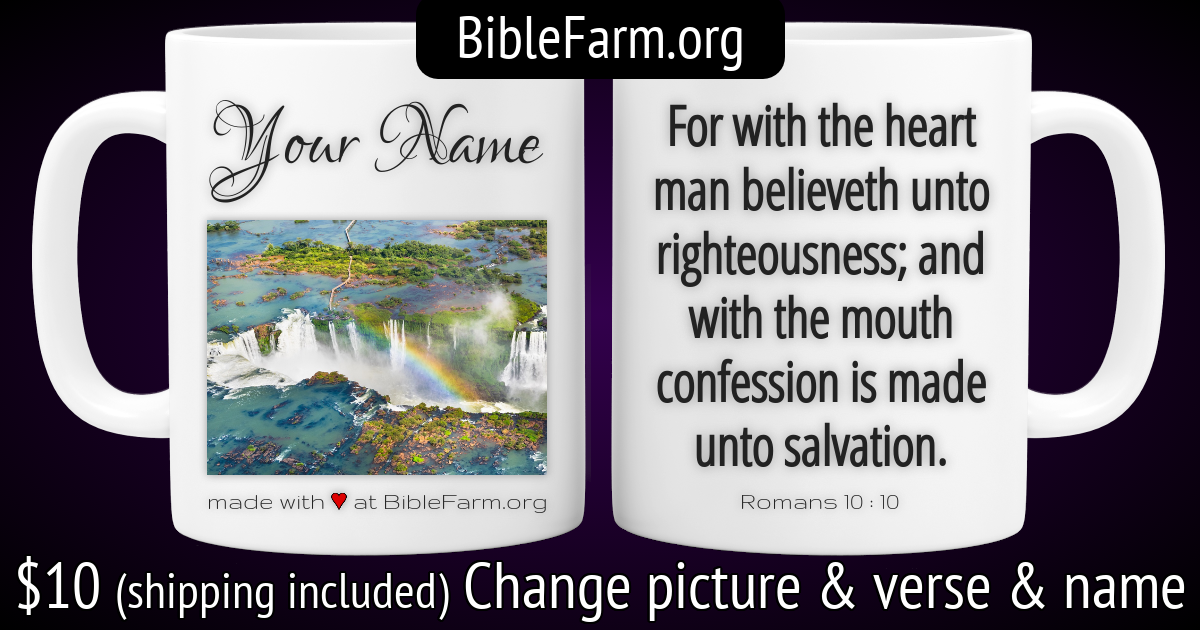 BibleFarm.org
Your Name
made with ♥ at BibleFarm.org
For with the heart
man believeth unto
righteousness; and
with the mouth
confession is made
unto salvation.
Romans 10 : 10
$10 (shipping included) Change picture & verse & name